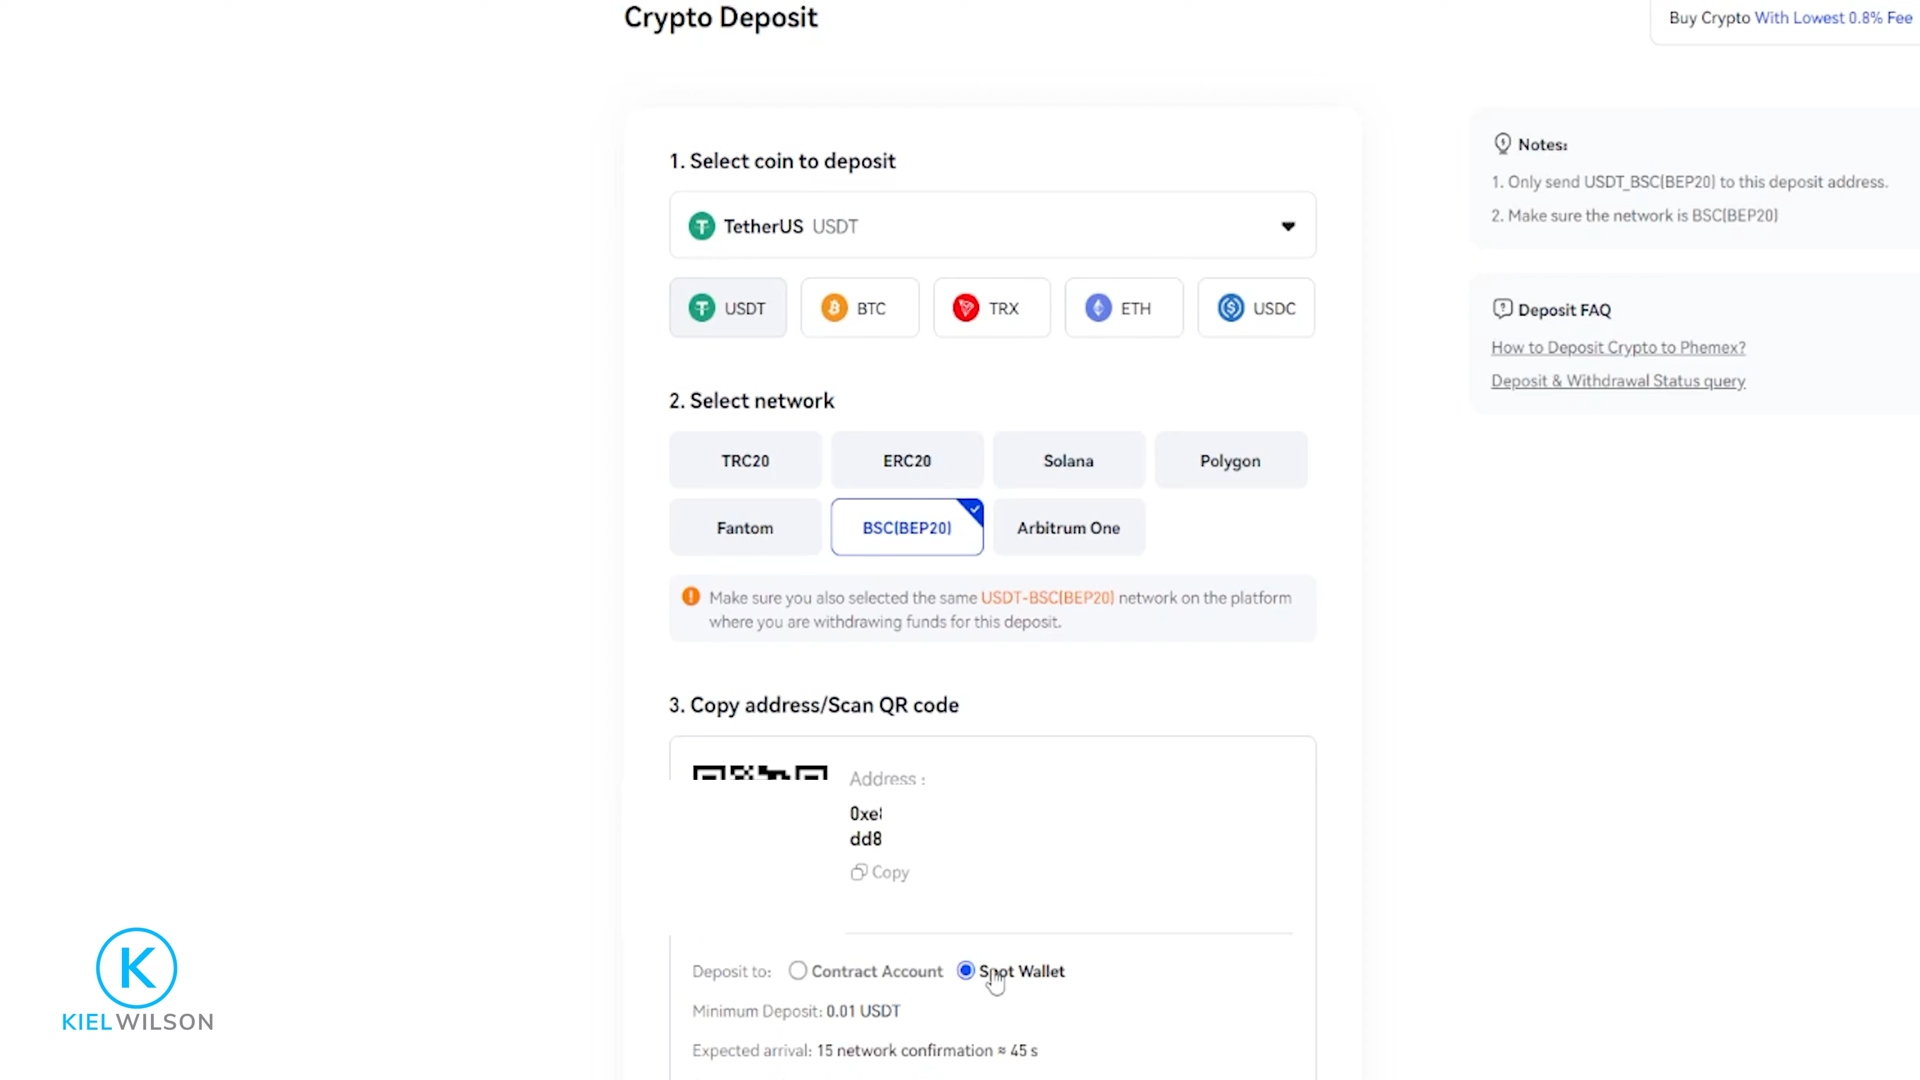 Crypto Deposit
Buy Crypto With Lowest 0.8% Fee
1. Select coin to deposit
TetherUS USDT
USDT
BTC
TRX
ETH
USDC
2. Select network
TRC20
ERC20
Solana
Polygon
Fantom
BSC(BEP20)
Arbitrum One
Make sure you also selected the same USDT-BSC(BEP20) network on the platform
where you are withdrawing funds for this deposit.
3. Copy address/Scan QR code
Address :
0xe
dd8
Copy
Deposit to: Contract Account Spot Wallet
Minimum Deposit: 0.01 USDT
Expected arrival: 15 network confirmation ≈ 45 s
Notes:
1. Only send USDT_BSC(BEP20) to this deposit address.
2. Make sure the network is BSC(BEP20)
Deposit FAQ
How to Deposit Crypto to Phemex?
Deposit & Withdrawal Status query
K
KIELWILSON